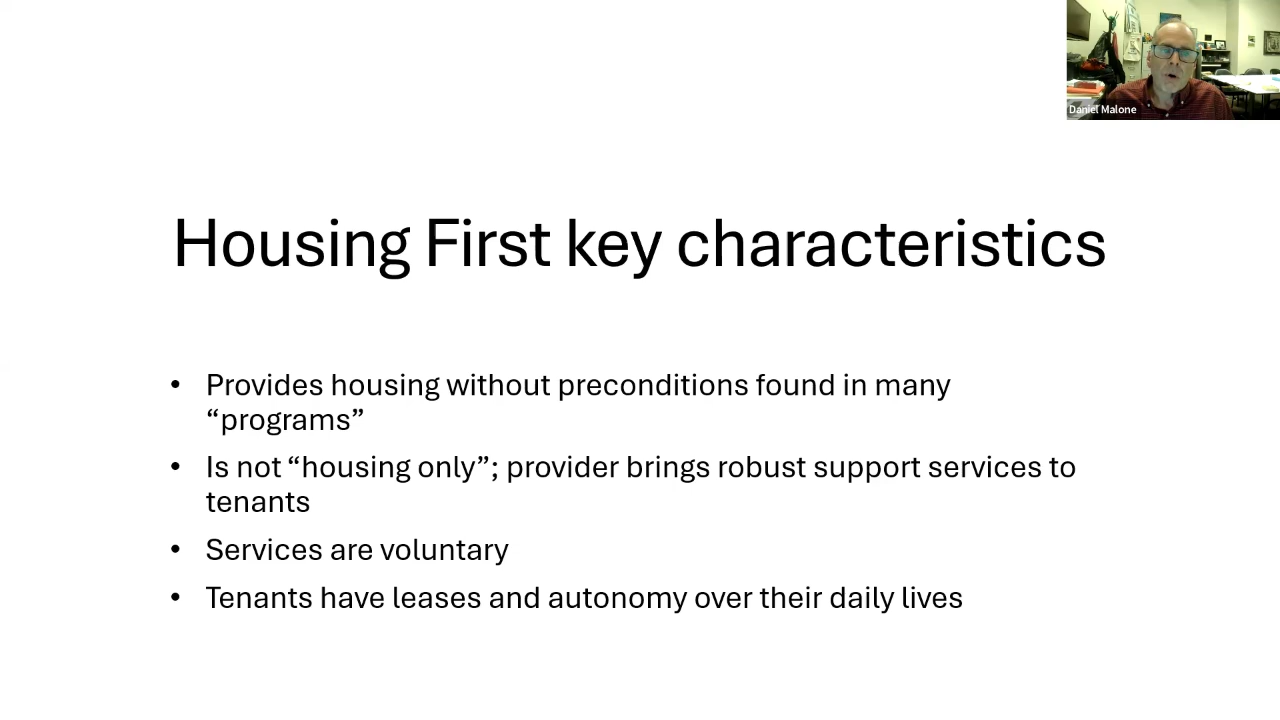 Daniel Malone
Housing First key characteristics
• Provides housing without preconditions found in many
“programs”
• Is not “housing only”; provider brings robust support services to
tenants
• Services are voluntary
• Tenants have leases and autonomy over their daily lives